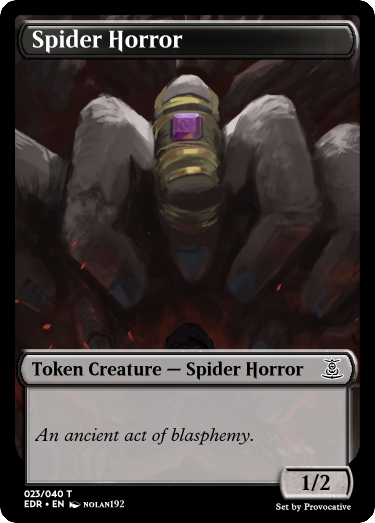 Spider Horror
Token Creature — Spider Horror
An ancient act of blasphemy.
1/2
023/040 T
EDR • EN NOLAN192
Set by Provocative